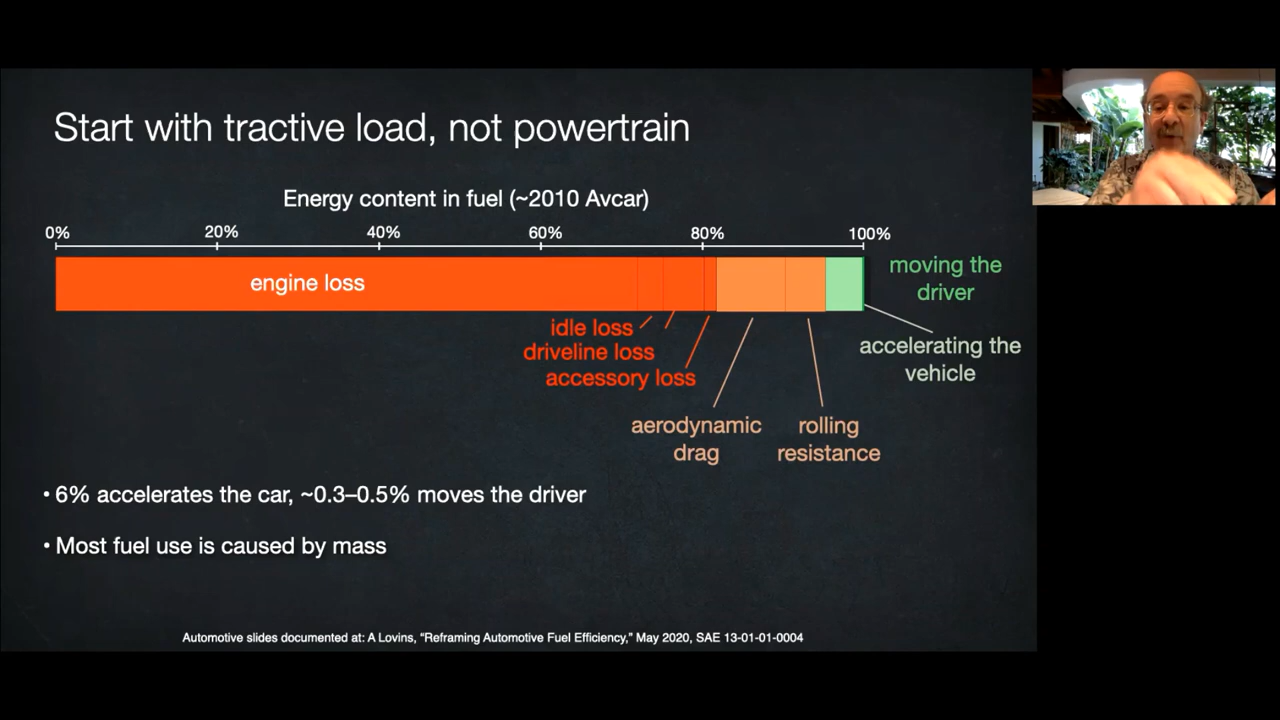 Start with tractive load, not powertrain
Energy content in fuel (~2010 Avcar)
0% 20% 40% 60% 80% 100%
engine loss
moving the
driver
idle loss
driveline loss
accessory loss
accelerating the
vehicle
aerodynamic
drag
rolling
resistance
• 6% accelerates the car, ~0.3–0.5% moves the driver
• Most fuel use is caused by mass
Automotive slides documented at: A Lovins, “Reframing Automotive Fuel Efficiency,” May 2020, SAE 13-01-01-0004